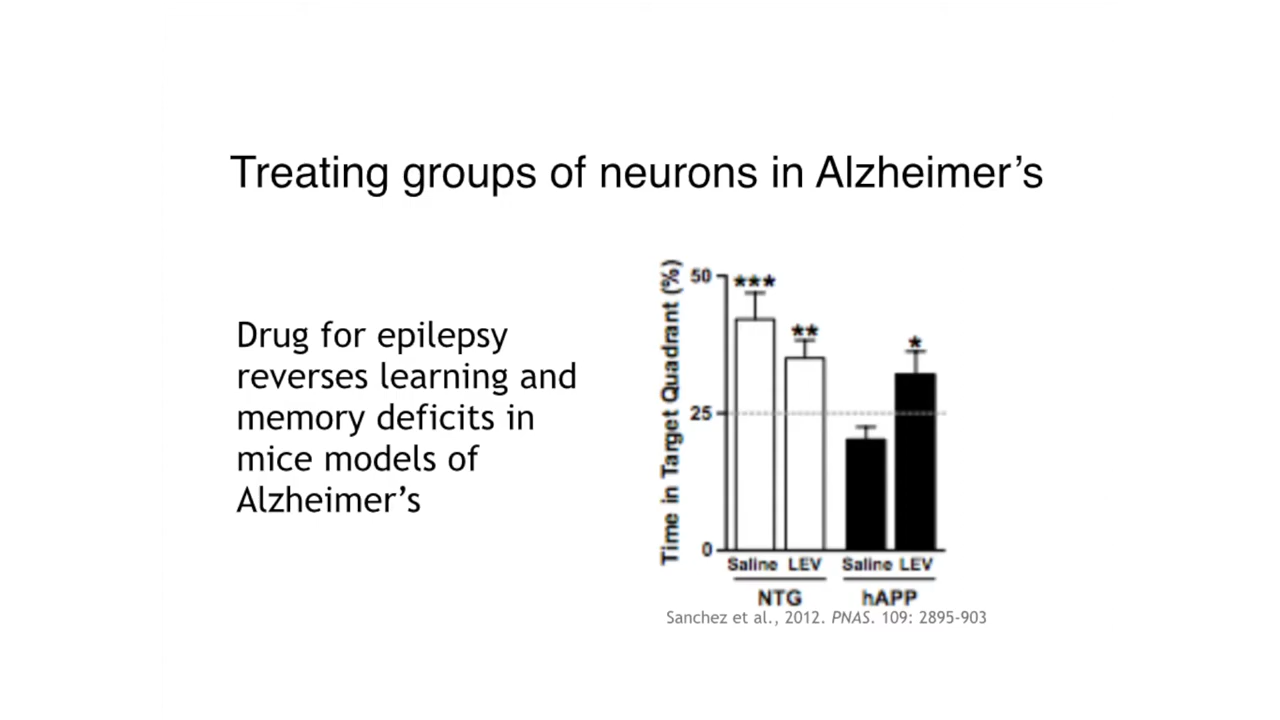 Treating groups of neurons in Alzheimer’s
Drug for epilepsy
reverses learning and
memory deficits in
mice models of
Alzheimer’s
Time in Target Quadrant (%)
50
25
0
***
**
*
Saline LEV Saline LEV
NTG hAPP
Sanchez et al., 2012. PNAS. 109: 2895-903